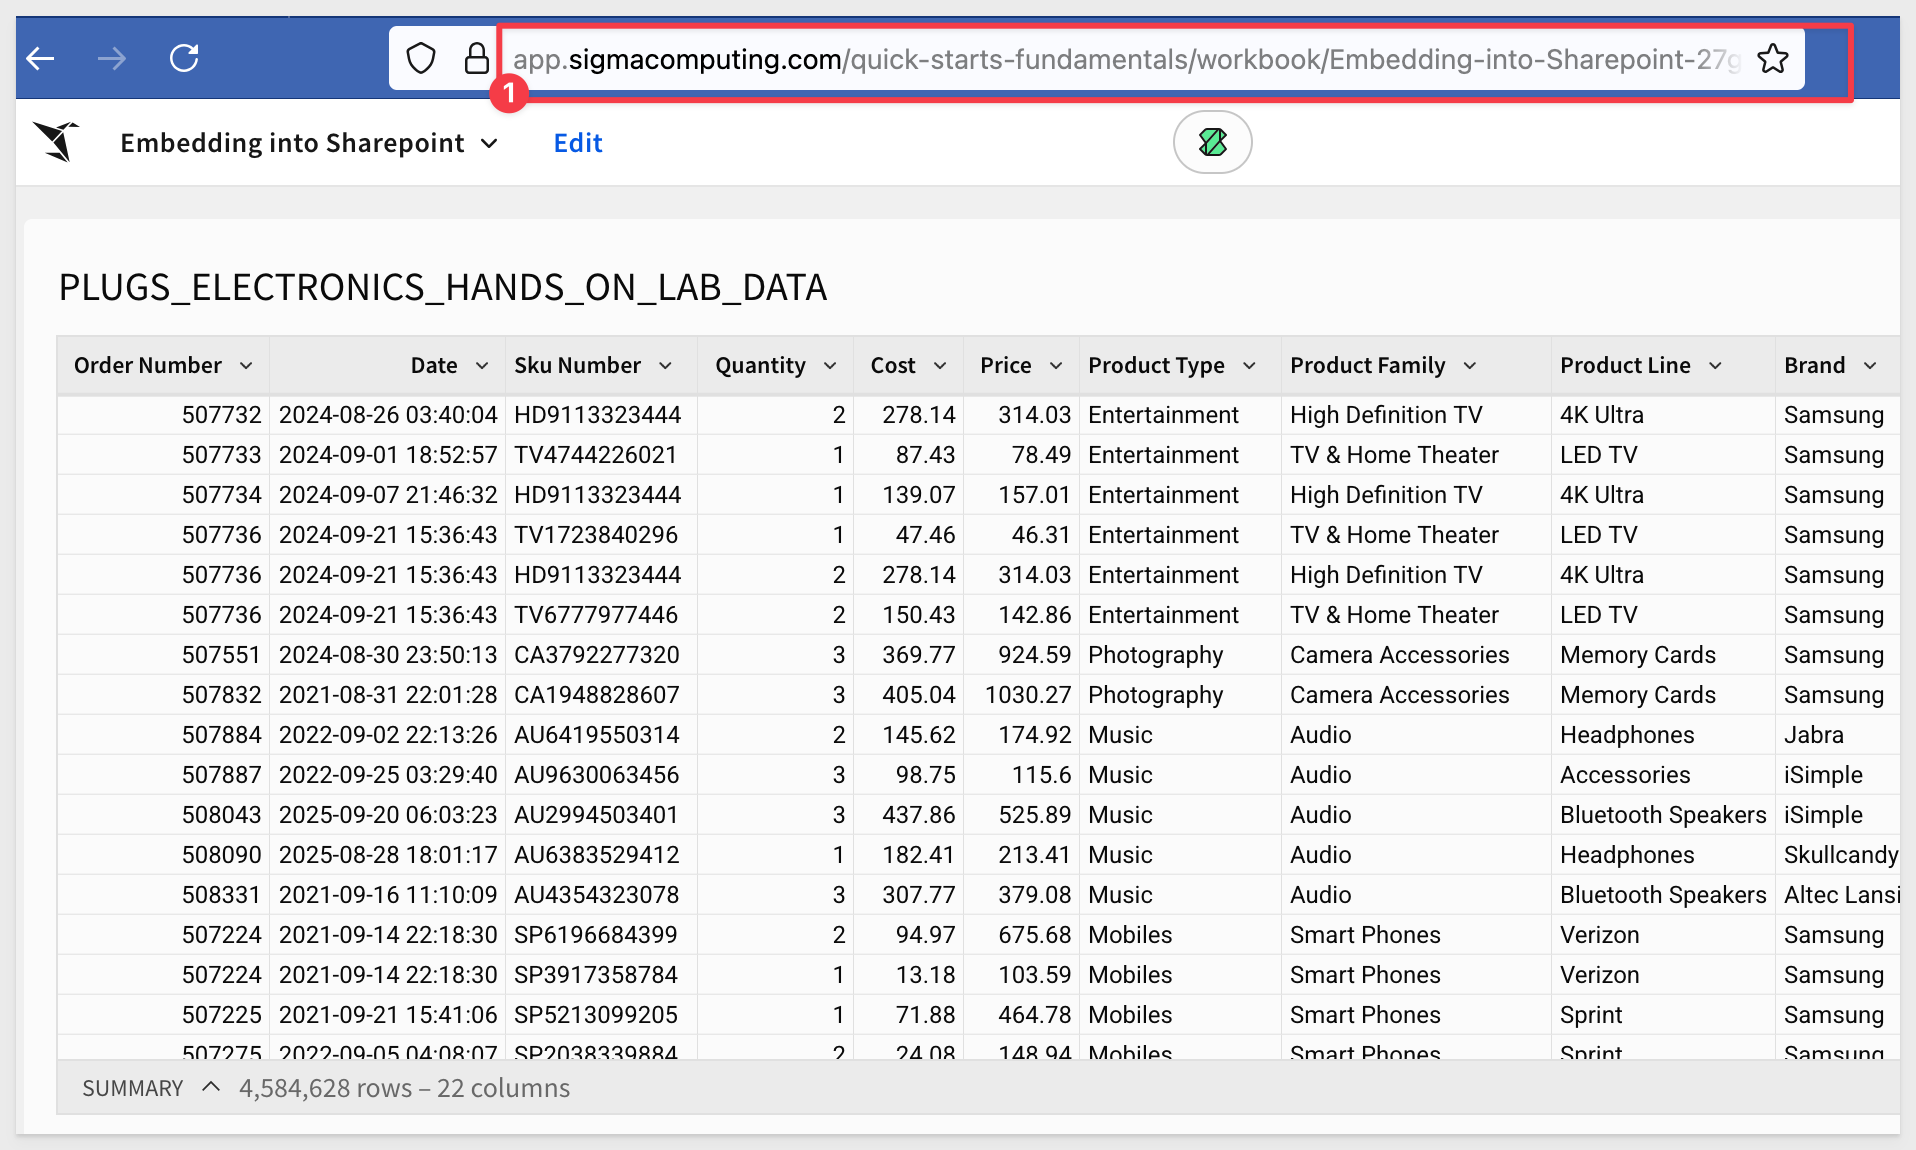 app.sigmacomputing.com/quick-starts-fundamentals/workbook/Embedding-into-Sharepoint-27g
1
Embedding into Sharepoint Edit
PLUGS_ELECTRONICS_HANDS_ON_LAB_DATA
Order Number Date Sku Number Quantity Cost Price Product Type Product Family Product Line Brand
507732 2024-08-26 03:40:04 HD9113323444 2 278.14 314.03 Entertainment High Definition TV 4K Ultra Samsung
507733 2024-09-01 18:52:57 TV4744226021 1 87.43 78.49 Entertainment TV & Home Theater LED TV Samsung
507734 2024-09-07 21:46:32 HD9113323444 1 139.07 157.01 Entertainment High Definition TV 4K Ultra Samsung
507736 2024-09-21 15:36:43 TV1723840296 1 47.46 46.31 Entertainment TV & Home Theater LED TV Samsung
507736 2024-09-21 15:36:43 HD9113323444 2 278.14 314.03 Entertainment High Definition TV 4K Ultra Samsung
507736 2024-09-21 15:36:43 TV6777977446 2 150.43 142.86 Entertainment TV & Home Theater LED TV Samsung
507551 2024-08-30 23:50:13 CA3792277320 3 369.77 924.59 Photography Camera Accessories Memory Cards Samsung
507832 2021-08-31 22:01:28 CA1948828607 3 405.04 1030.27 Photography Camera Accessories Memory Cards Samsung
507884 2022-09-02 22:13:26 AU6419550314 2 145.62 174.92 Music Audio Headphones Jabra
507887 2022-09-25 03:29:40 AU9630063456 3 98.75 115.6 Music Audio Accessories iSimple
508043 2025-09-20 06:03:23 AU2994503401 3 437.86 525.89 Music Audio Bluetooth Speakers iSimple
508090 2025-08-28 18:01:17 AU6383529412 1 182.41 213.41 Music Audio Headphones Skullcandy
508331 2021-09-16 11:10:09 AU4354323078 3 307.77 379.08 Music Audio Bluetooth Speakers Altec Lansi
507224 2021-09-14 22:18:30 SP6196684399 2 94.97 675.68 Mobiles Smart Phones Verizon Samsung
507224 2021-09-14 22:18:30 SP3917358784 1 13.18 103.59 Mobiles Smart Phones Verizon Samsung
507225 2021-09-21 15:41:06 SP5213099205 1 71.88 464.78 Mobiles Smart Phones Sprint Samsung
507275 2022-09-05 04:08:07 SP2038339884 2 24.08 148.94 Mobiles Smart Phones Sprint Samsung
SUMMARY 4,584,628 rows – 22 columns